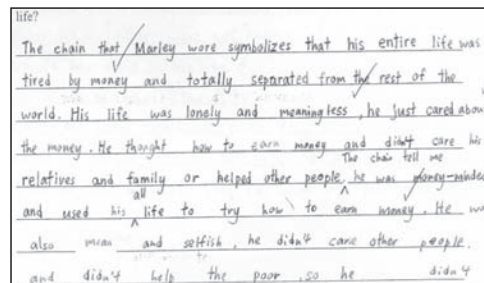 life?
The chain that Marley wore symbolizes that his entire life was
tired by money and totally separated from the rest of the
world. His life was lonely and meaningless, he just cared abou
the money. He thought how to earn money and didn't care his
The chain tell me
relatives and family or helped other people. he was money-minded
all
and used his life to try how to earn money. He wa
also mean and selfish, he didn't care other people.
and didn't help the poor, so he didn't